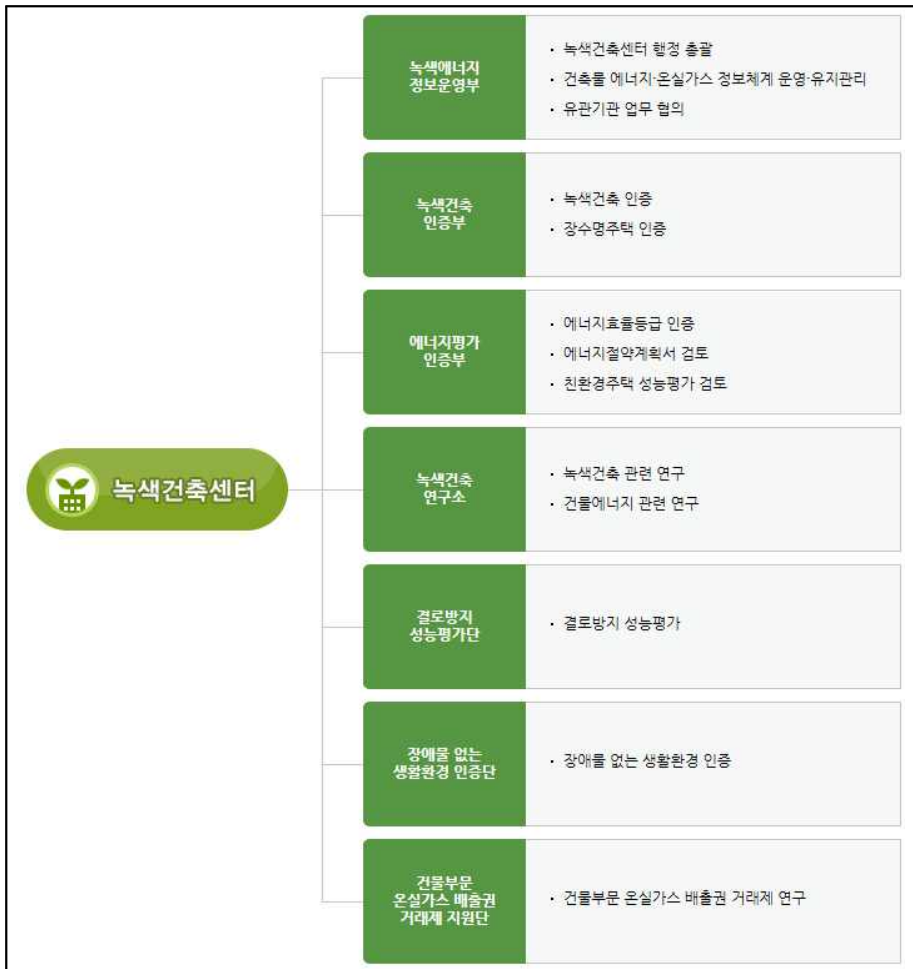 녹색건축센터
녹색에너지
정보운영부
· 녹색건축센터 행정 총괄
· 건축물 에너지·온실가스 정보체계 운영·유지관리
· 유관기관 업무 협의
녹색건축
인증부
· 녹색건축 인증
· 장수명주택 인증
에너지평가
인증부
· 에너지효율등급 인증
· 에너지절약계획서 검토
· 친환경주택 성능평가 검토
녹색건축
연구소
· 녹색건축 관련 연구
· 건물에너지 관련 연구
결로방지
성능평가단
· 결로방지 성능평가
장애물 없는
생활환경 인증단
· 장애물 없는 생활환경 인증
건물부문
온실가스 배출권
거래제 지원단
· 건물부문 온실가스 배출권 거래제 연구